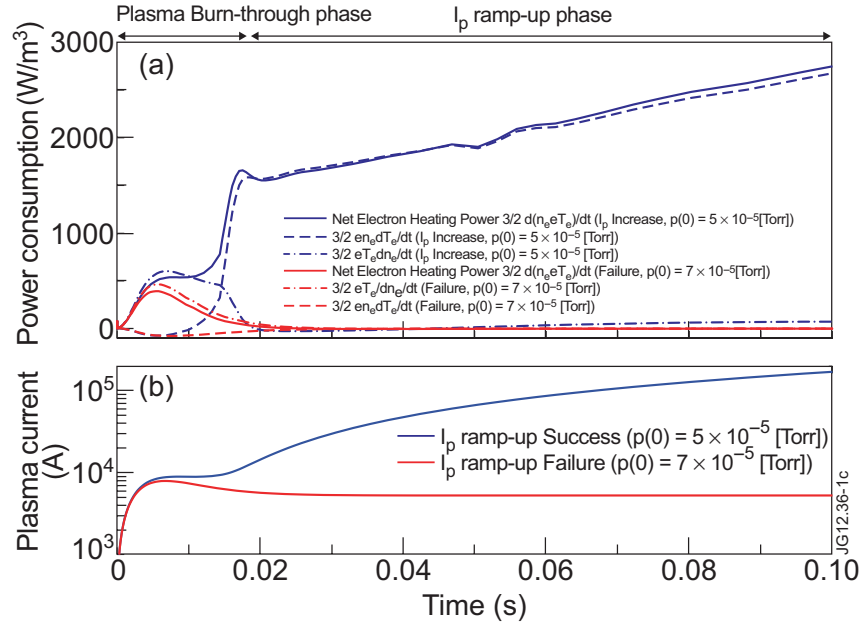 Plasma Burn-through phase
I_p ramp-up phase
(a)
Power consumption (W/m³)
3000
2000
1000
0
Net Electron Heating Power 3/2 d(n_e eT_e)/dt (I_p Increase, p(0) = 5 × 10⁻⁵[Torr])
3/2 en_e dT_e/dt (I_p Increase, p(0) = 5 × 10⁻⁵ [Torr])
3/2 eT_e dn_e/dt (I_p Increase, p(0) = 5 × 10⁻⁵ [Torr])
Net Electron Heating Power 3/2 d(n_e eT_e)/dt (Failure, p(0) = 7 × 10⁻⁵[Torr])
3/2 eT_e/dn_e/dt (Failure, p(0) = 7 × 10⁻⁵ [Torr])
3/2 en_e dT_e/dt (Failure, p(0) = 7 × 10⁻⁵ [Torr])
(b)
Plasma current
(A)
10⁵
10⁴
10³
I_p ramp-up Success (p(0) = 5 × 10⁻⁵ [Torr])
I_p ramp-up Failure (p(0) = 7 × 10⁻⁵ [Torr])
JG12.36-1c
0 0.02 0.04 0.06 0.08 0.10
Time (s)